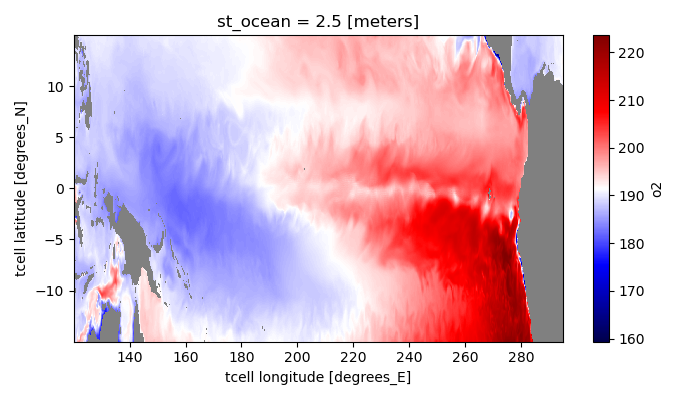 st_ocean = 2.5 [meters]
10
5
0
−5
−10
tcell latitude [degrees_N]
140 160 180 200 220 240 260 280
tcell longitude [degrees_E]
220
210
200
190
180
170
160
o2